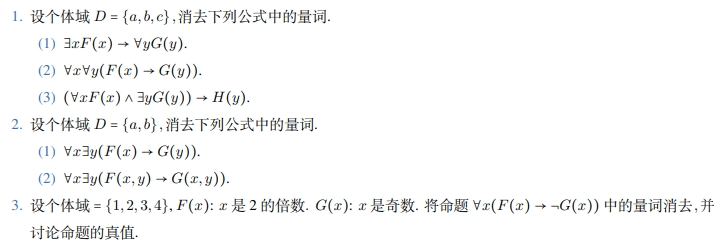 1. 设个体域 D = {a,b,c},消去下列公式中的量词.
(1) ∃xF(x) → ∀yG(y).
(2) ∀x∀y(F(x) → G(y)).
(3) (∀xF(x) ∧ ∃yG(y)) → H(y).
2. 设个体域 D = {a,b},消去下列公式中的量词.
(1) ∀x∃y(F(x) → G(y)).
(2) ∀x∃y(F(x,y) → G(x,y)).
3. 设个体域 = {1,2,3,4}, F(x): x 是 2 的倍数. G(x): x 是奇数. 将命题 ∀x(F(x) → ¬G(x)) 中的量词消去,并
讨论命题的真值.